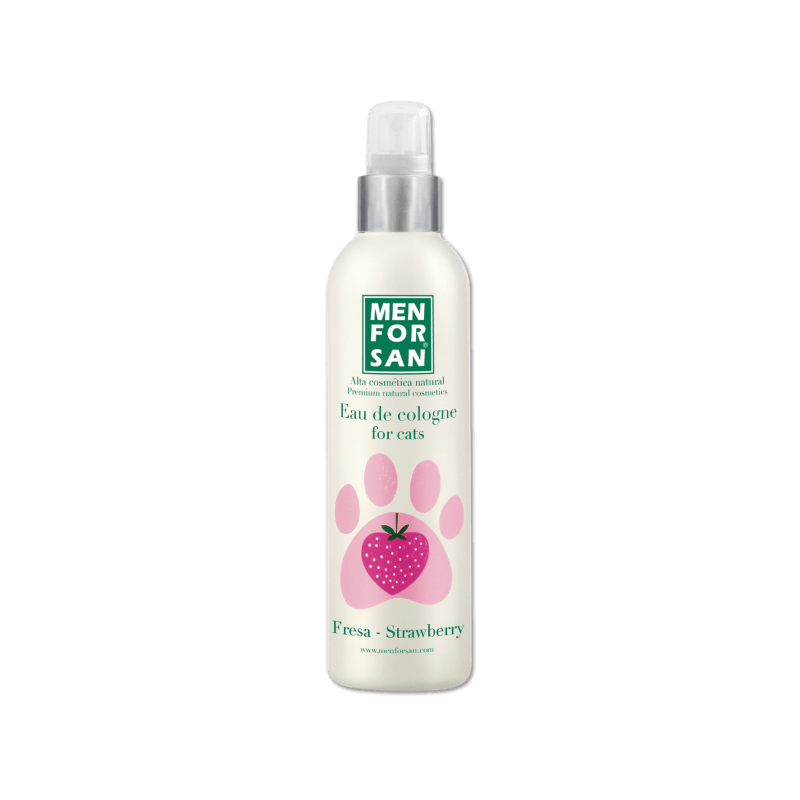 MEN
FOR
SAN®
Alta cosmética natural
Premium natural cosmetics
Eau de cologne
for cats
Fresa - Strawberry
www.menforsan.com